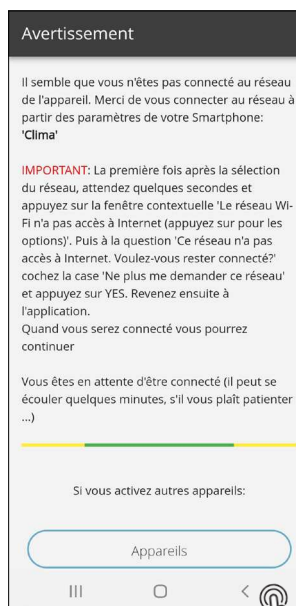 Avertissement
Il semble que vous n'êtes pas connecté au réseau
de l'appareil. Merci de vous connecter au réseau à
partir des paramètres de votre Smartphone:
'Clima'
IMPORTANT: La première fois après la sélection
du réseau, attendez quelques secondes et
appuyez sur la fenêtre contextuelle 'Le réseau Wi-
Fi n'a pas accès à Internet (appuyez sur pour les
options)'. Puis à la question 'Ce réseau n'a pas
accès à Internet. Voulez-vous rester connecté?'
cochez la case 'Ne plus me demander ce réseau'
et appuyez sur YES. Revenez ensuite à
l'application.
Quand vous serez connecté vous pourrez
continuer
Vous êtes en attente d'être connecté (il peut se
écouler quelques minutes, s'il vous plaît patienter
...)
Si vous activez autres appareils:
Appareils